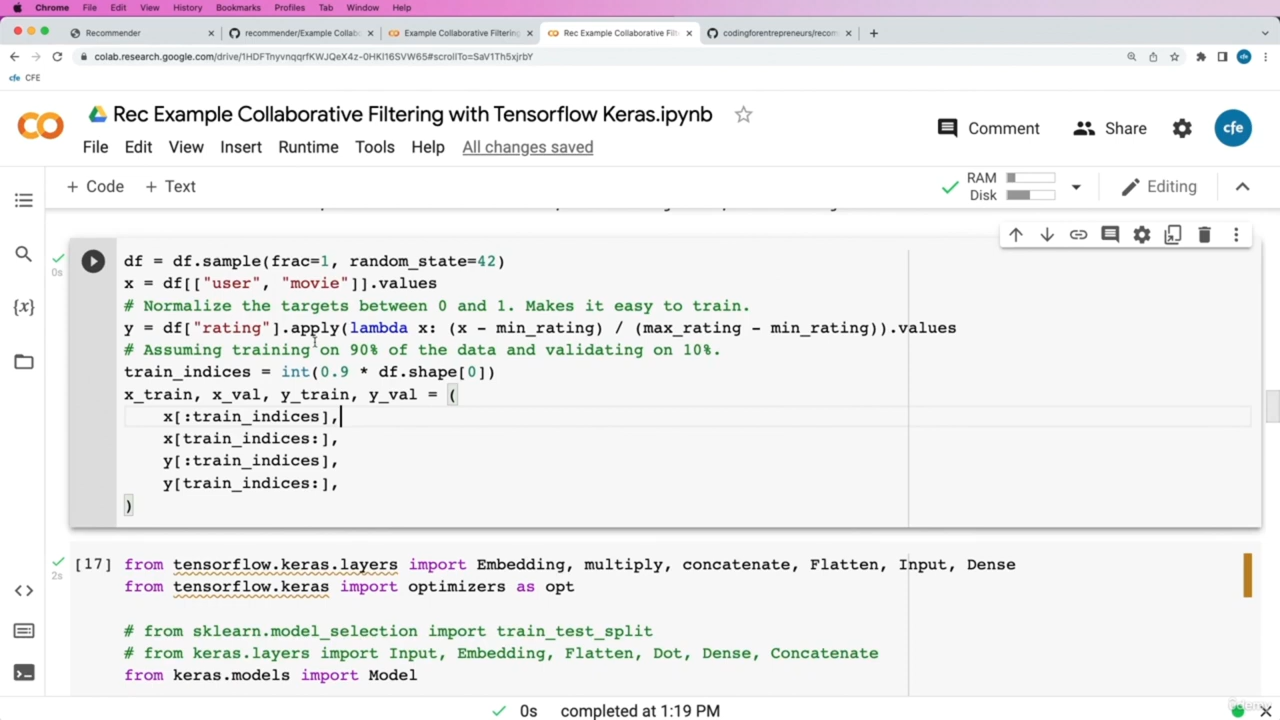 Chrome File Edit View History Bookmarks Profiles Tab Window Help
Recommender
recommender/Example Collabo
Example Collaborative Filtering
Rec Example Collaborative Filt
codingforentrepreneurs/recom
colab.research.google.com/drive/1HDFTnyvnqqrfKWJQeX4z-0HKI16SVW65#scrollTo=SaV1Th5xjrbY
cfe CFE
Rec Example Collaborative Filtering with Tensorflow Keras.ipynb
Comment Share cfe
File Edit View Insert Runtime Tools Help All changes saved
+ Code + Text
RAM
Disk
Editing
0s
df = df.sample(frac=1, random_state=42)
x = df[["user", "movie"]].values
# Normalize the targets between 0 and 1. Makes it easy to train.
y = df["rating"].apply(lambda x: (x - min_rating) / (max_rating - min_rating)).values
# Assuming training on 90% of the data and validating on 10%.
train_indices = int(0.9 * df.shape[0])
x_train, x_val, y_train, y_val = (
x[:train_indices],
x[train_indices:],
y[:train_indices],
y[train_indices:],
)
[17] from tensorflow.keras.layers import Embedding, multiply, concatenate, Flatten, Input, Dense
2s
from tensorflow.keras import optimizers as opt
# from sklearn.model_selection import train_test_split
# from keras.layers import Input, Embedding, Flatten, Dot, Dense, Concatenate
from keras.models import Model
0s completed at 1:19 PM
Udemy